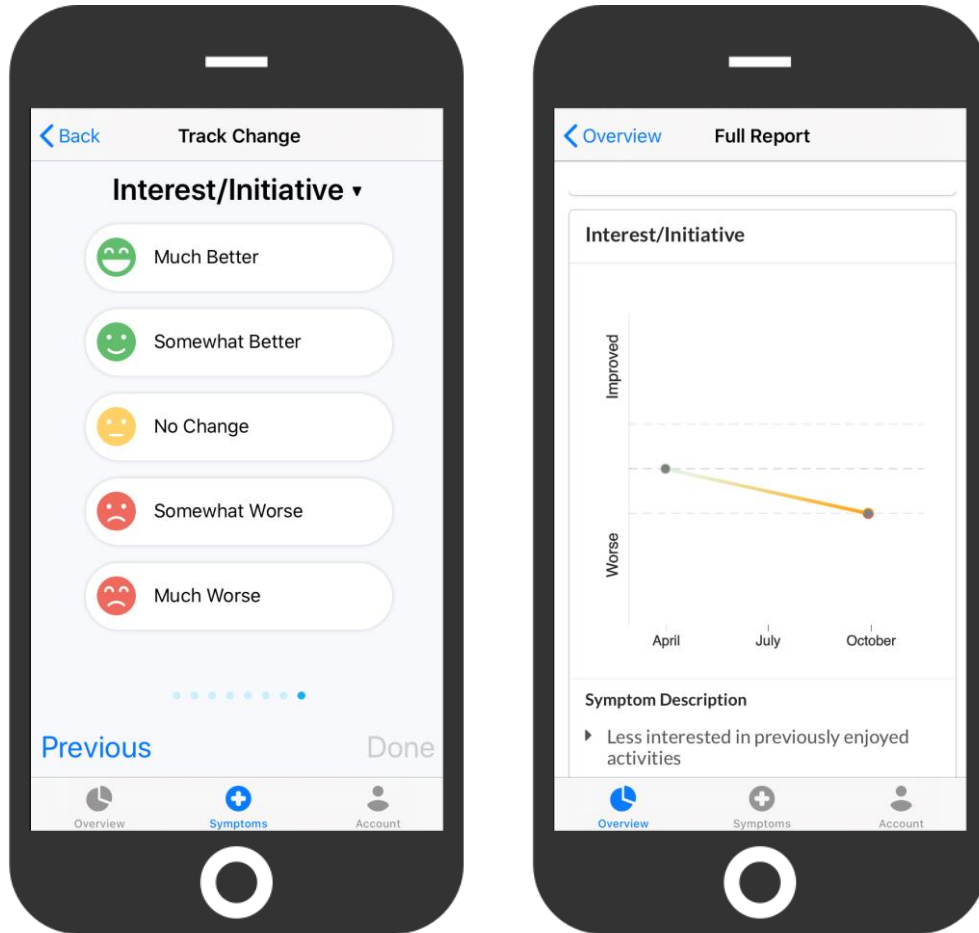 Back
Track Change
Interest/Initiative ▾
Much Better
Somewhat Better
No Change
Somewhat Worse
Much Worse
Previous
Done
Overview
Symptoms
Account
Overview
Full Report
Interest/Initiative
Improved
Worse
April
July
October
Symptom Description
Less interested in previously enjoyed
activities
Overview
Symptoms
Account